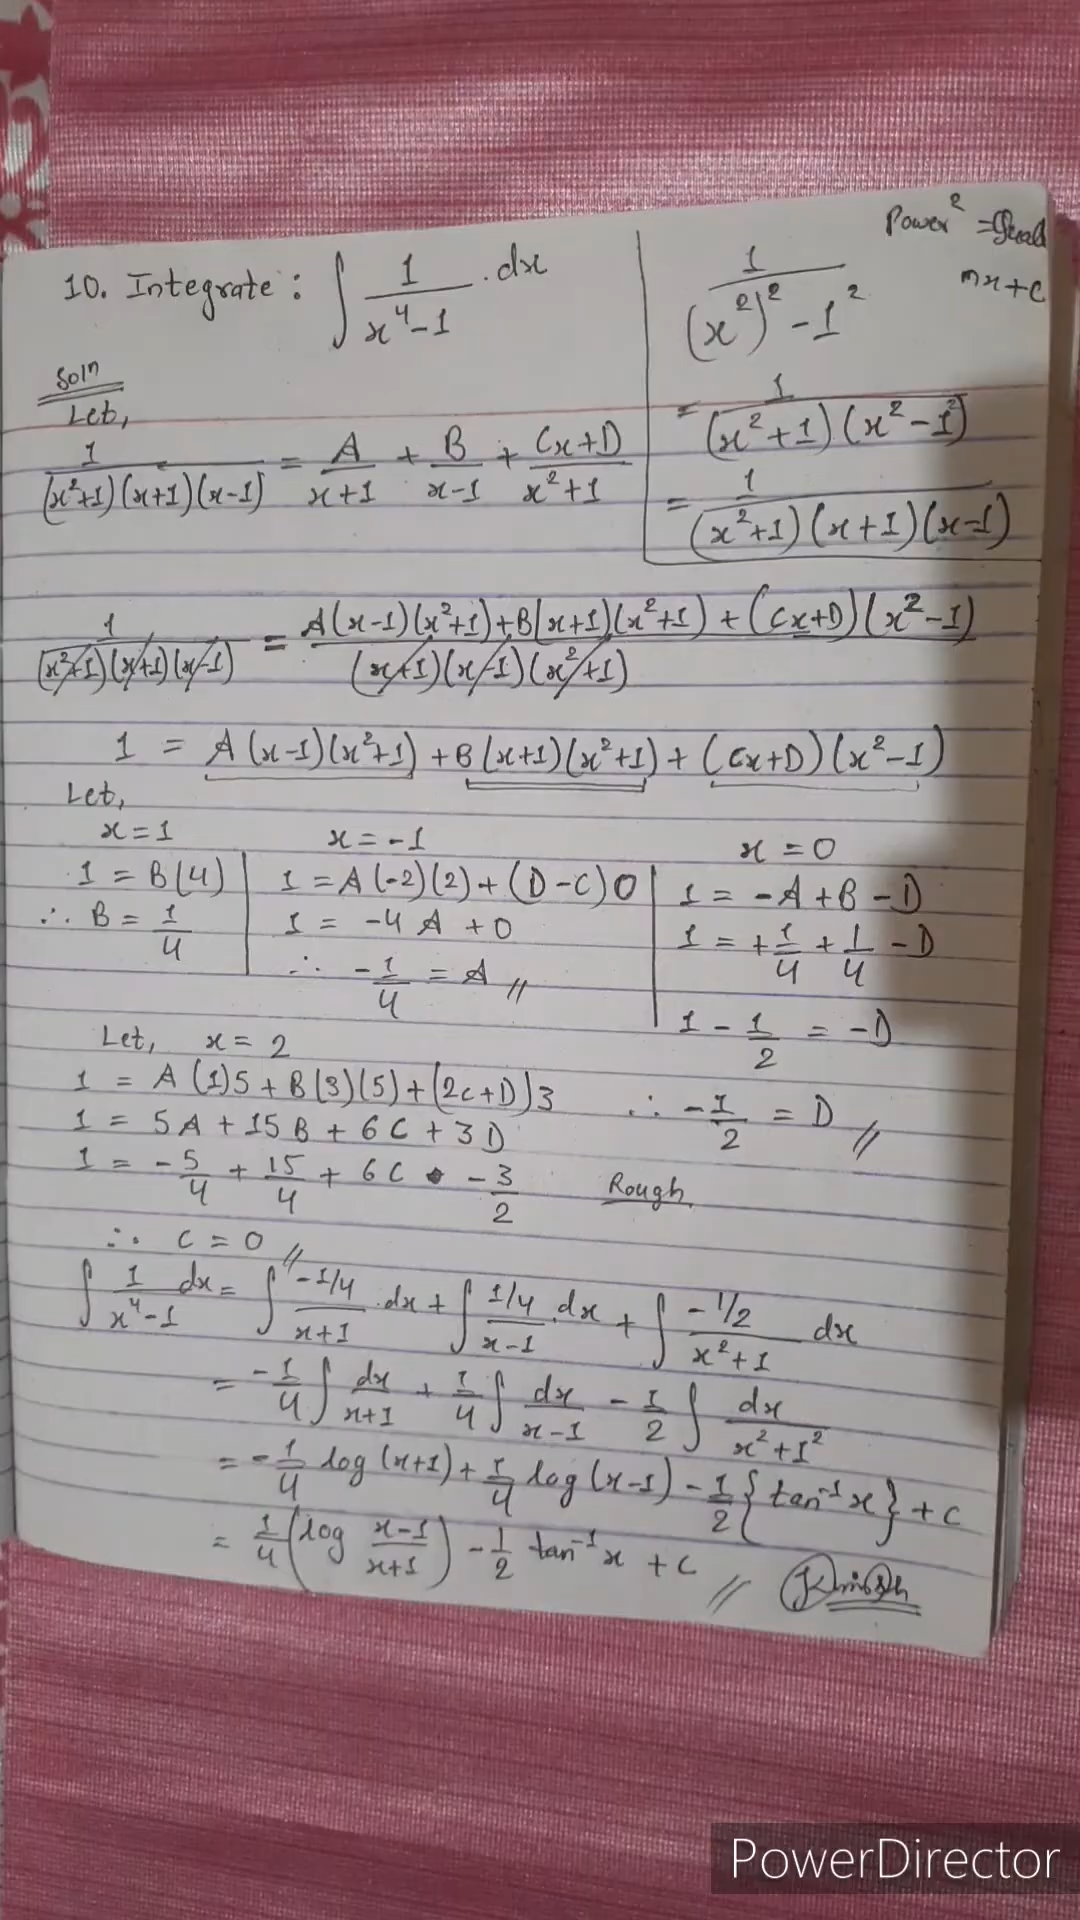 Power² =Quad
mx+c
10. Integrate : ∫ 1/(x⁴-1) . dx
1/((x²)² - 1²)
= 1/((x²+1)(x²-1²))
= 1/((x²+1)(x+1)(x-1))
Soln
Let,
1/((x²+1)(x+1)(x-1)) = A/(x+1) + B/(x-1) + (Cx+D)/(x²+1)
1/((x²+1)(x+1)(x-1)) = (A(x-1)(x²+1)+B(x+1)(x²+1)+(Cx+D)(x²-1))/((x+1)(x-1)(x²+1))
1 = A(x-1)(x²+1)+B(x+1)(x²+1)+(Cx+D)(x²-1)
Let,
x=1
1 = B(4)
∴ B = 1/4
x=-1
1 = A(-2)(2)+(D-C)0
1 = -4A+0
∴ -1/4 = A //
x=0
1 = -A+B-D
1 = +1/4 + 1/4 - D
1 - 1/2 = -D
∴ -1/2 = D //
Let, x=2
1 = A(1)5+B(3)(5)+(2C+D)3
1 = 5A+15B+6C+3D
1 = -5/4 + 15/4 + 6C - 3/2
Rough
∴ C=0 //
∫ 1/(x⁴-1) dx = ∫ (-1/4)/(x+1) .dx + ∫ (1/4)/(x-1) .dx + ∫ (-1/2)/(x²+1) dx
= -1/4 ∫ dx/(x+1) + 1/4 ∫ dx/(x-1) - 1/2 ∫ dx/(x²+1²)
= -1/4 log(x+1) + 1/4 log(x-1) - 1/2 {tan⁻¹x} + C
= 1/4 (log (x-1)/(x+1)) - 1/2 tan⁻¹x + C //
PowerDirector